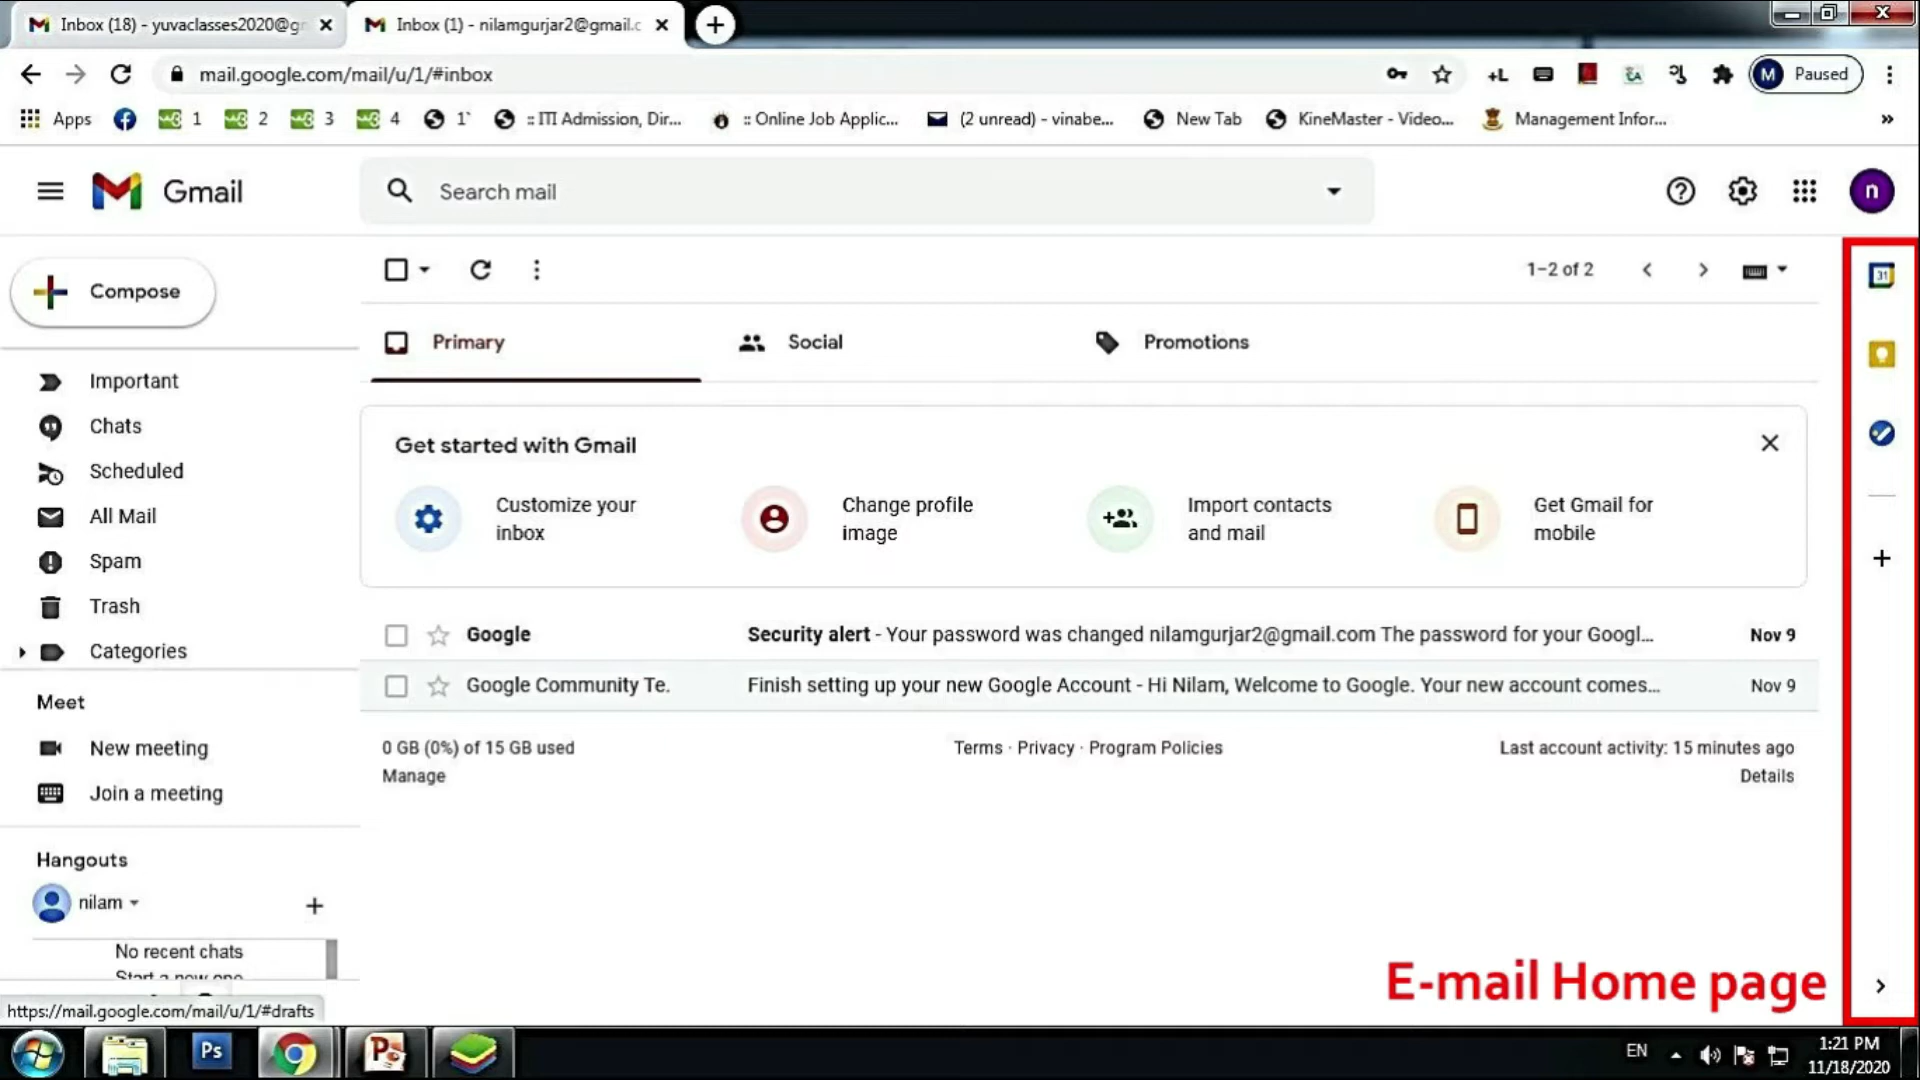 Inbox (18) - yuvaclasses2020@g
Inbox (1) - nilamgurjar2@gmail.c
mail.google.com/mail/u/1/#inbox
Paused
Apps
1
2
3
4
1`
:: ITI Admission, Dir...
:: Online Job Applic...
(2 unread) - vinabe...
New Tab
KineMaster - Video...
Management Infor...
»
Gmail
Search mail
n
Compose
1–2 of 2
31
Primary
Social
Promotions
Important
Chats
Scheduled
All Mail
Spam
Trash
Categories
Get started with Gmail
Customize your
inbox
Change profile
image
Import contacts
and mail
Get Gmail for
mobile
Google
Security alert - Your password was changed nilamgurjar2@gmail.com The password for your Googl...
Nov 9
Google Community Te.
Finish setting up your new Google Account - Hi Nilam, Welcome to Google. Your new account comes...
Nov 9
0 GB (0%) of 15 GB used
Manage
Terms · Privacy · Program Policies
Last account activity: 15 minutes ago
Details
Meet
New meeting
Join a meeting
Hangouts
nilam
No recent chats
Start a new one
https://mail.google.com/mail/u/1/#drafts
E-mail Home page
Ps
EN
1:21 PM
11/18/2020